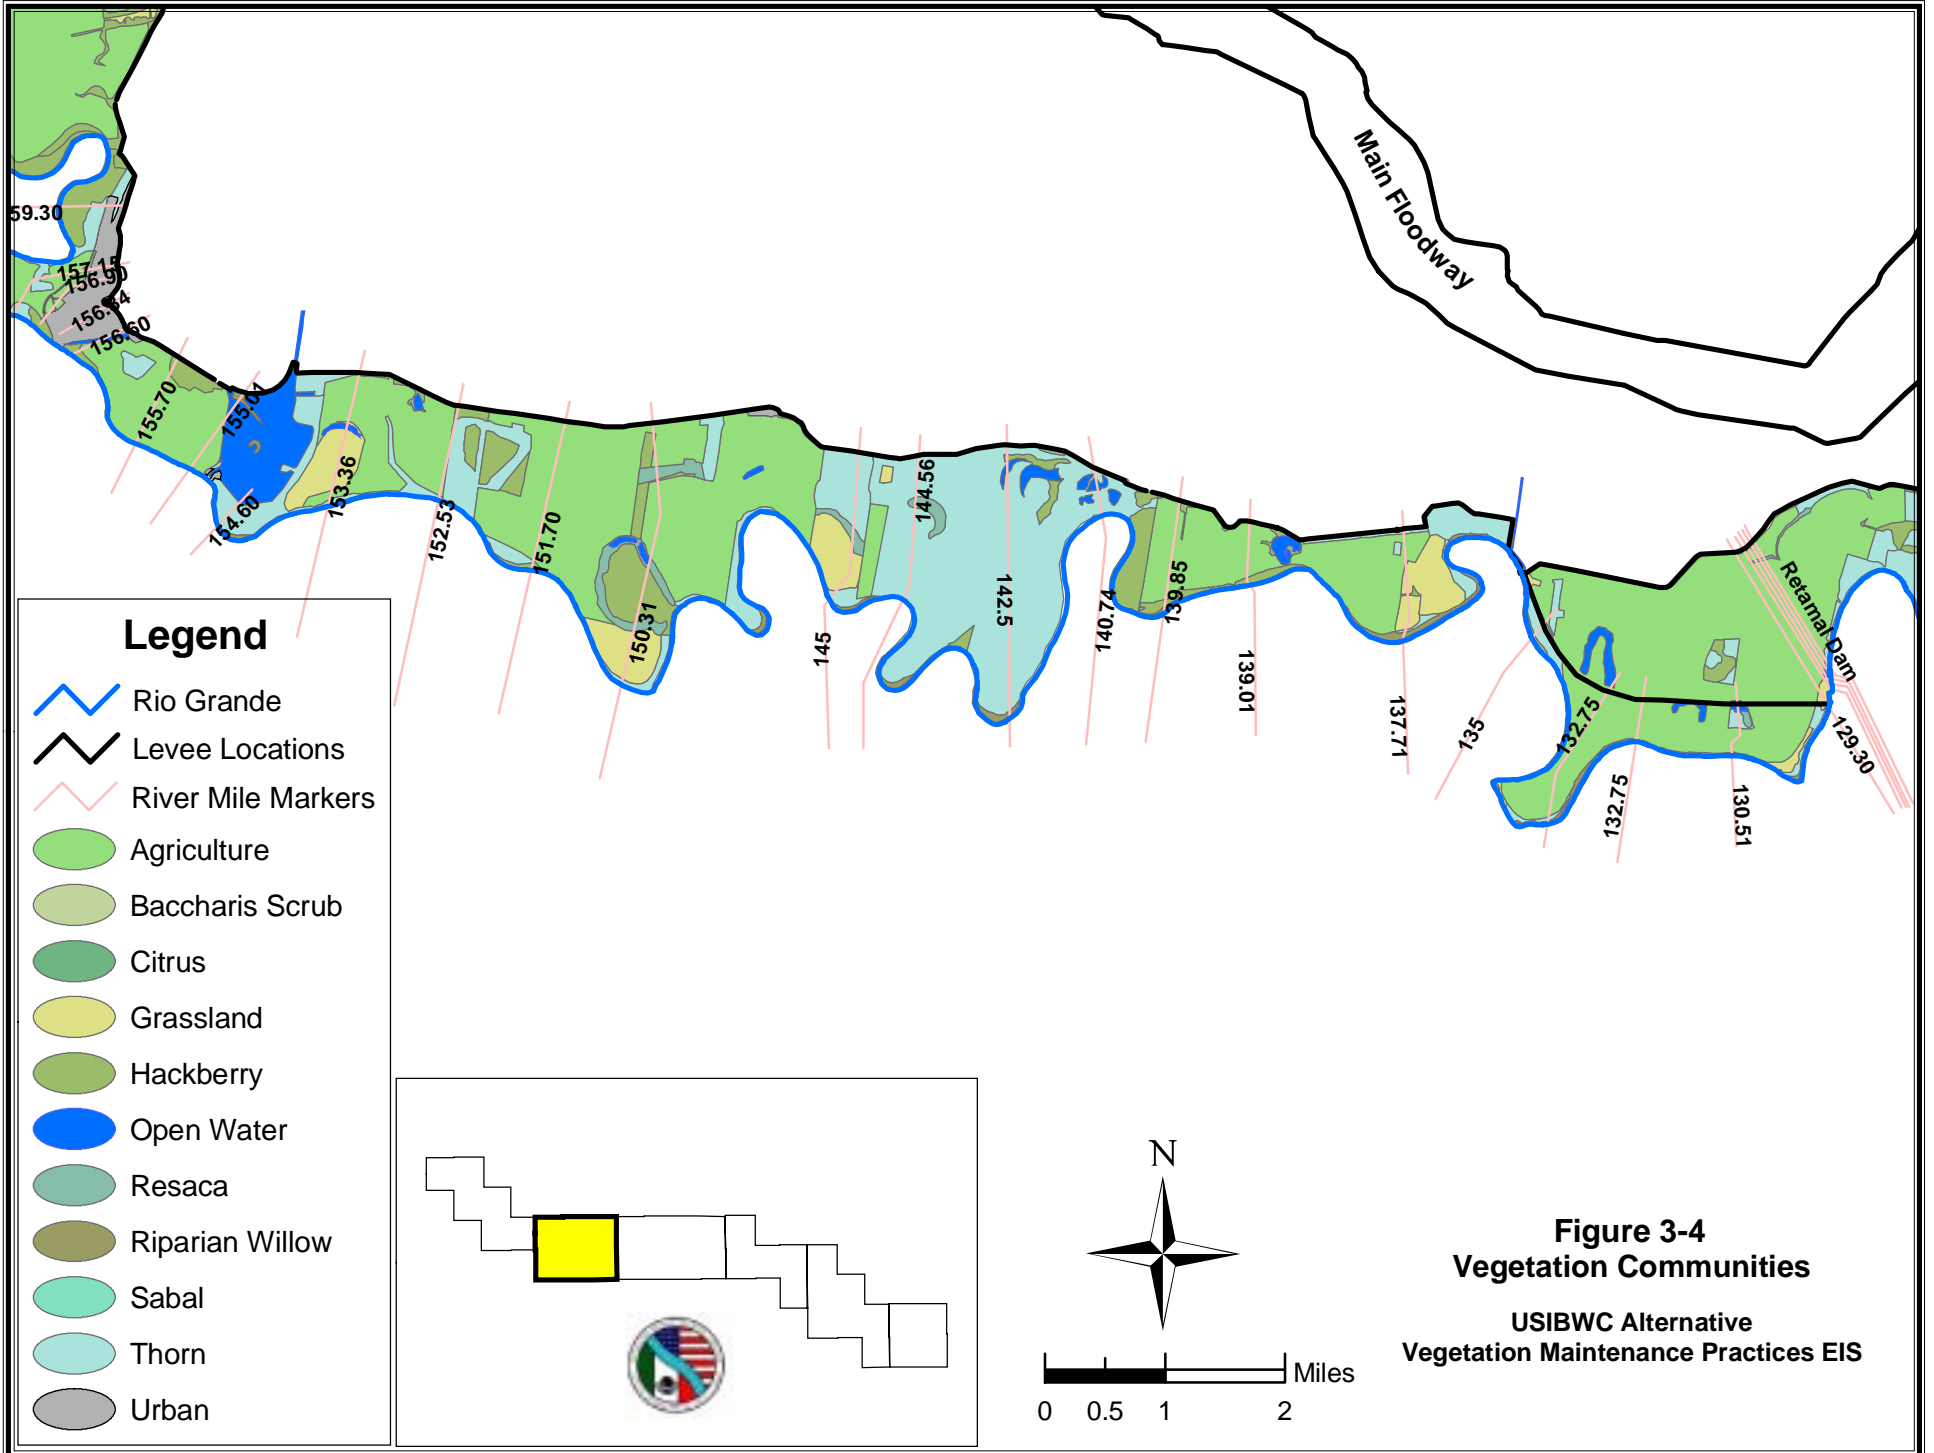 Main Floodway
59.30
157.15
156.90
156.84
156.60
155.70
155.01
154.60
153.36
152.53
151.70
150.31
145
144.56
142.5
140.74
139.85
139.01
137.71
135
132.75
132.75
130.51
Retamal Dam
129.30
Legend
Rio Grande
Levee Locations
River Mile Markers
Agriculture
Baccharis Scrub
Citrus
Grassland
Hackberry
Open Water
Resaca
Riparian Willow
Sabal
Thorn
Urban
N
Miles
0 0.5 1 2
Figure 3-4
Vegetation Communities
USIBWC Alternative
Vegetation Maintenance Practices EIS